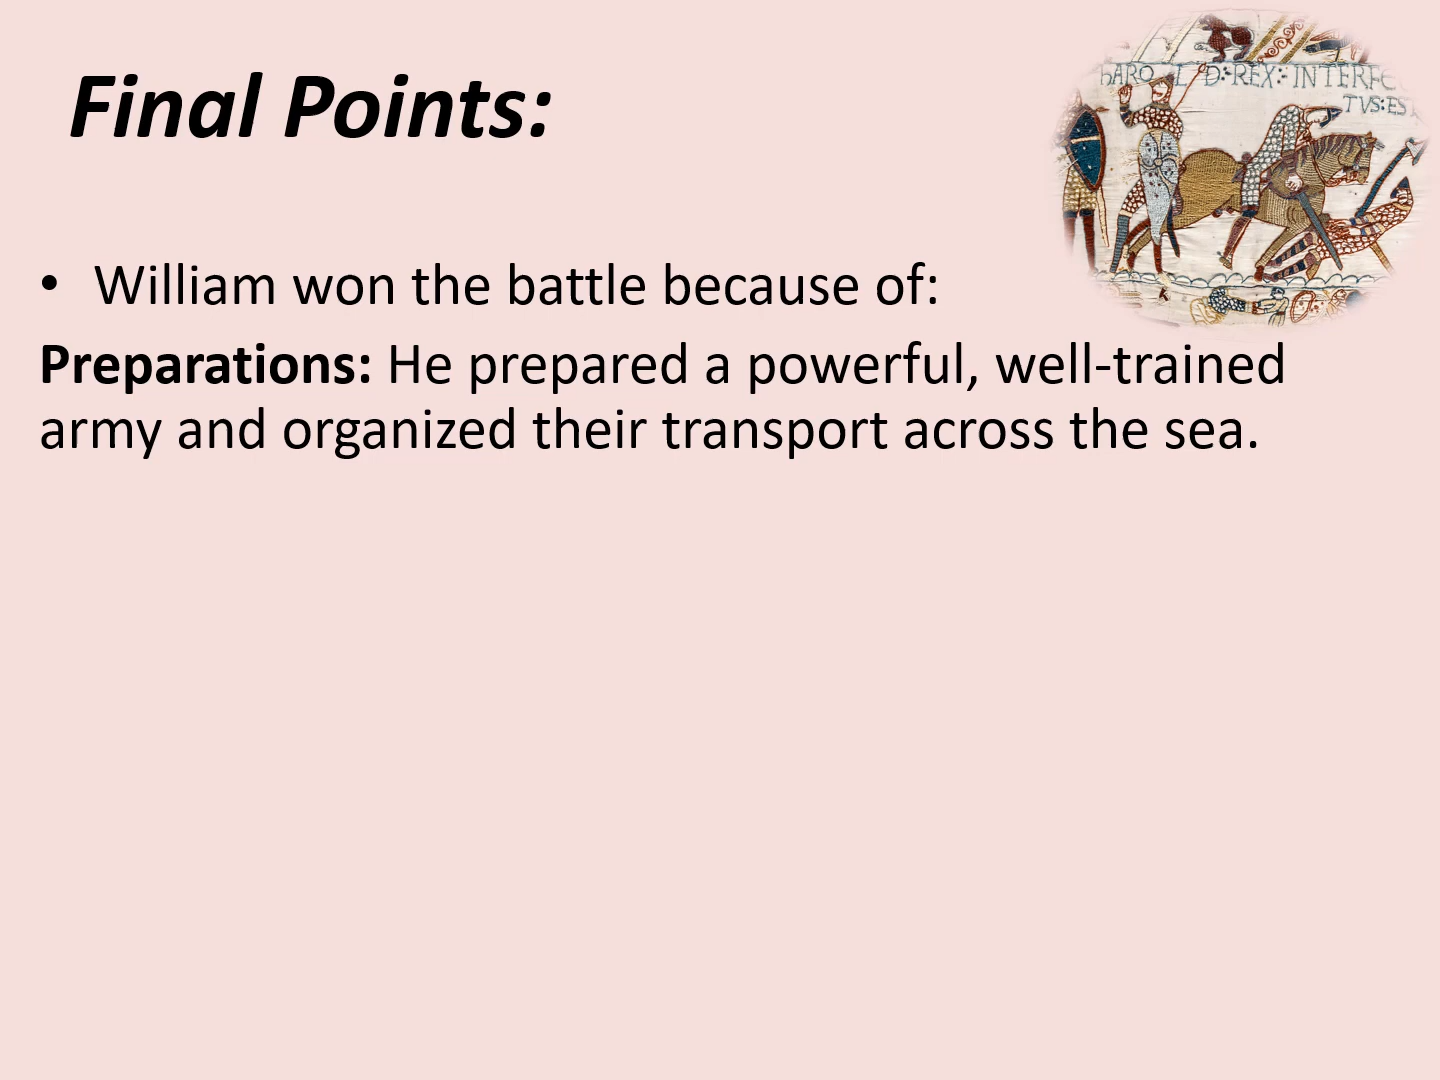 Final Points:
hAROLD:REX:INTERFE
TVS:ES
• William won the battle because of:
Preparations: He prepared a powerful, well-trained
army and organized their transport across the sea.